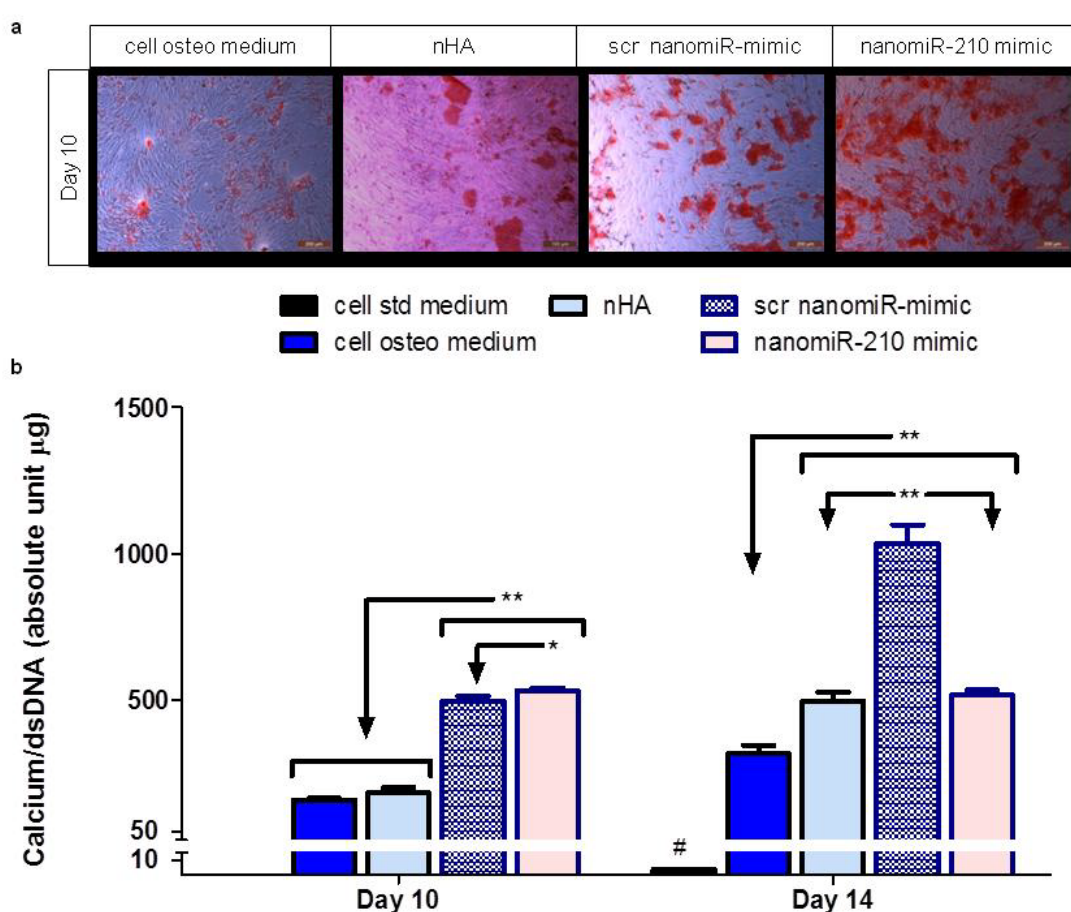 a
cell osteo medium nHA scr nanomiR-mimic nanomiR-210 mimic
Day 10
cell std medium nHA scr nanomiR-mimic
cell osteo medium nanomiR-210 mimic
b
Calcium/dsDNA (absolute unit µg)
1500
1000
500
50
10
**
*
**
**
#
Day 10 Day 14